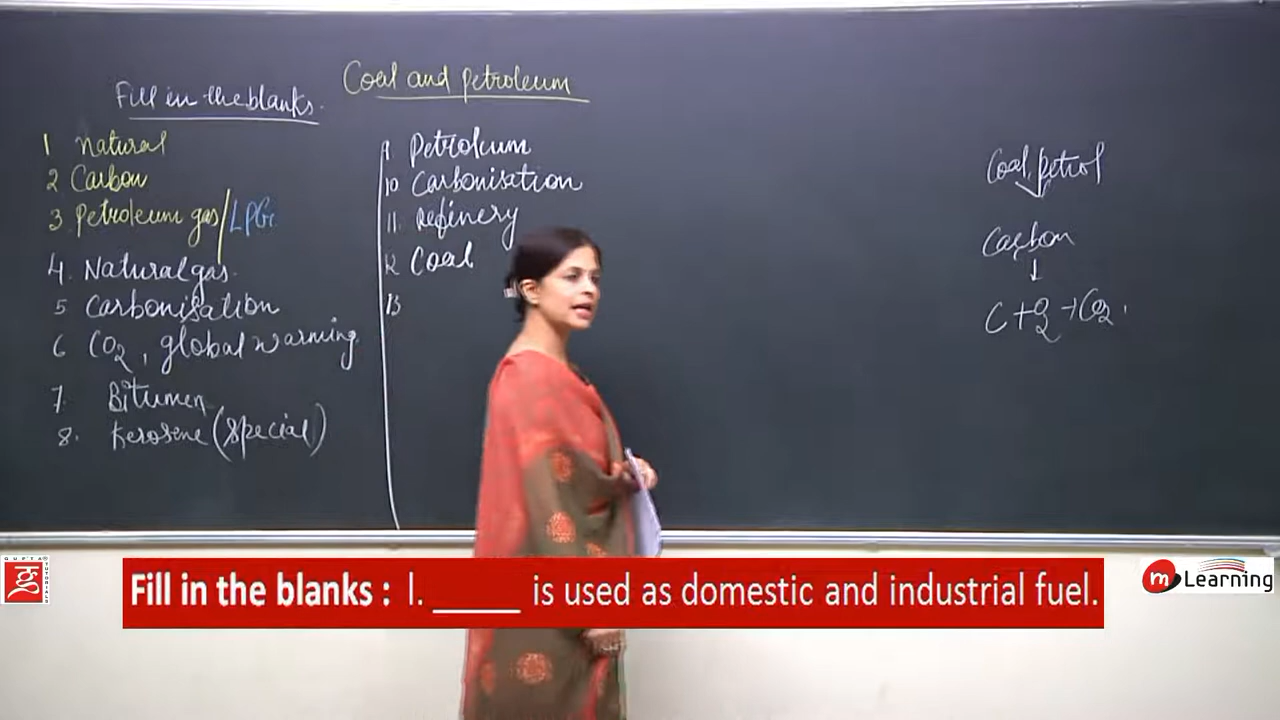 Coal and petroleum
Fill in the blanks.
1 Natural
2 Carbon
3 Petroleum gas/LPG
4. Natural gas.
5 Carbonisation
6 CO2, global warming
7. Bitumen
8. Kerosene (special)
9. Petroleum
10 Carbonisation
11. Refinery
12 Coal
13
Coal, petrol
Carbon
↓
C + O2 → CO2.
Fill in the blanks : l. _____ is used as domestic and industrial fuel.
GUPTA®
TUTORIALS
m Learning